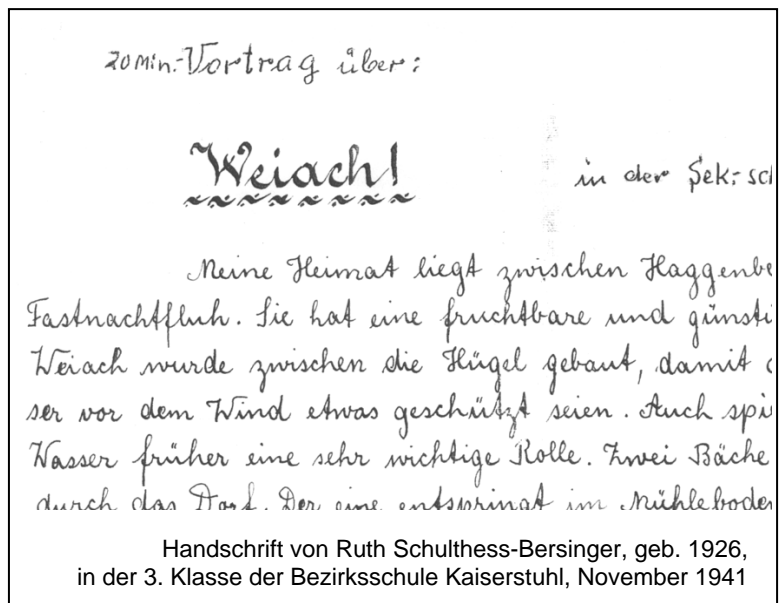 20 Min.-Vortrag über:
Weiach!
in der Sek.-sch
Meine Heimat liegt zwischen Haggenbe
Fastnachtfluh. Sie hat eine fruchtbare und günsti
Weiach wurde zwischen die Hügel gebaut, damit d
ser vor dem Wind etwas geschützt seien. Auch spi
Wasser früher eine sehr wichtige Rolle. Zwei Bäche
durch das Dorf. Der eine entspringt im Mühleboden
Handschrift von Ruth Schulthess-Bersinger, geb. 1926,
in der 3. Klasse der Bezirksschule Kaiserstuhl, November 1941